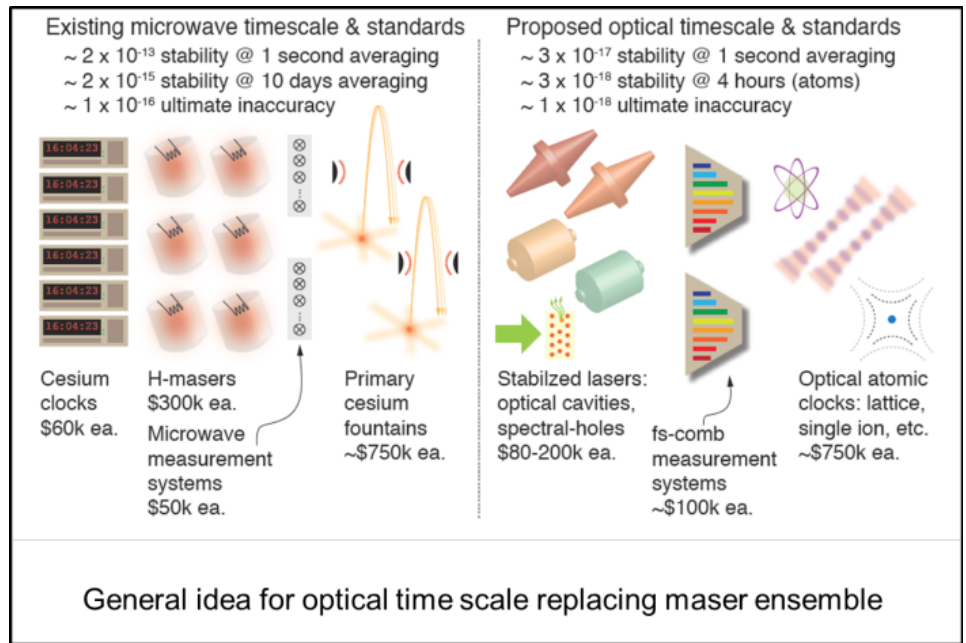 Existing microwave timescale & standards
~ 2 x 10⁻¹³ stability @ 1 second averaging
~ 2 x 10⁻¹⁵ stability @ 10 days averaging
~ 1 x 10⁻¹⁶ ultimate inaccuracy
16:04:23
16:04:23
16:04:23
16:04:23
16:04:23
16:04:23
Cesium
clocks
$60k ea.
H-masers
$300k ea.
Microwave
measurement
systems
$50k ea.
Primary
cesium
fountains
~$750k ea.
Proposed optical timescale & standards
~ 3 x 10⁻¹⁷ stability @ 1 second averaging
~ 3 x 10⁻¹⁸ stability @ 4 hours (atoms)
~ 1 x 10⁻¹⁸ ultimate inaccuracy
Stabilzed lasers:
optical cavities,
spectral-holes
$80-200k ea.
fs-comb
measurement
systems
~$100k ea.
Optical atomic
clocks: lattice,
single ion, etc.
~$750k ea.
General idea for optical time scale replacing maser ensemble